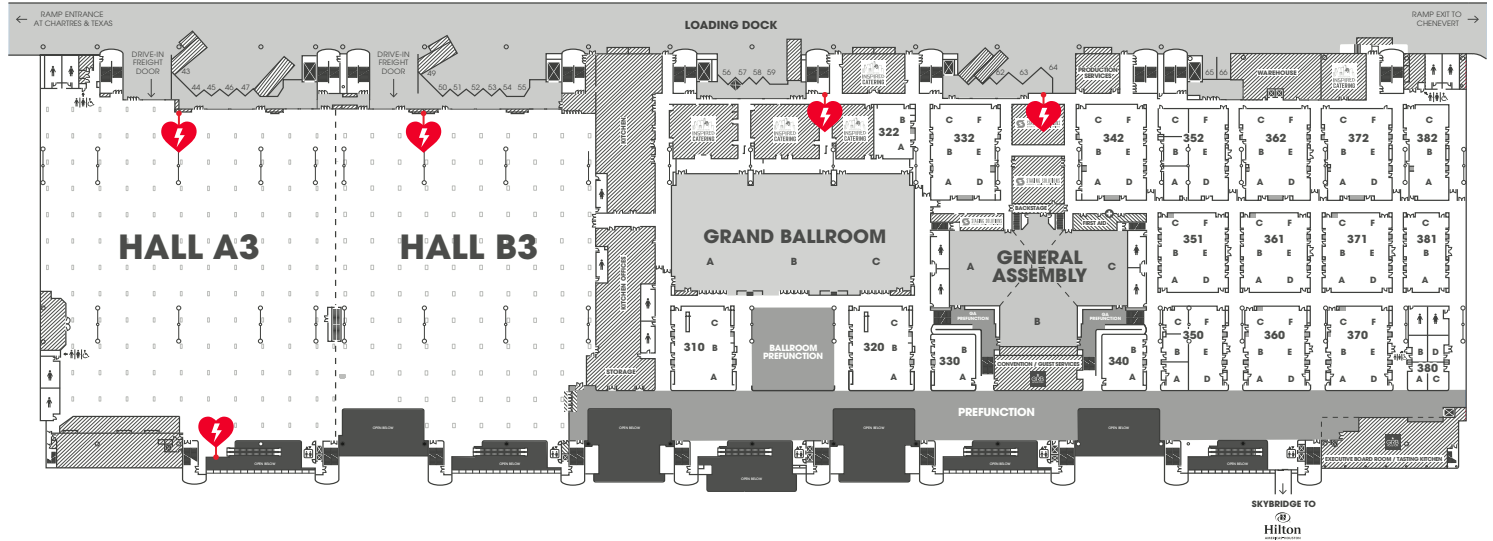 RAMP ENTRANCE
AT CHARTRES & TEXAS
LOADING DOCK
RAMP EXIT TO
CHENEVERT
DRIVE-IN
FREIGHT
DOOR
43
44 45 46 47
DRIVE-IN
FREIGHT
DOOR
49
50 51 52 53 54 55
56 57 58 59
INSPIRED
CATERING
62 63 64
PRODUCTION
SERVICES
65 66
WAREHOUSE
INSPIRED
CATERING
KITCHEN
INSPIRED
CATERING
INSPIRED
CATERING
INSPIRED
CATERING
322
B
A
332
C F
B E
A D
342
C F
B E
A D
352
C F
B E
A D
362
C F
B E
A D
372
C F
B E
A D
382
C F
B E
A D
BACKSTAGE
FIRST AID
HALL A3
HALL B3
KITCHEN OFFICES
STORAGE
GRAND BALLROOM
A B C
GENERAL
ASSEMBLY
A C
B
351
C F
B E
A D
361
C F
B E
A D
371
C F
B E
A D
381
C F
B E
A D
GA
PREFUNCTION
GA
PREFUNCTION
310
C
B
A
BALLROOM
PREFUNCTION
320
C
B
A
330
B
A
CONVENTION / GUEST SERVICES
340
B
A
350
C F
B E
A D
360
C F
B E
A D
370
C F
B E
A D
380
B D
A C
PREFUNCTION
OPEN BELOW
OPEN BELOW
OPEN BELOW
OPEN BELOW
OPEN BELOW
OPEN BELOW
OPEN BELOW
OPEN BELOW
OPEN BELOW
OPEN BELOW
EXECUTIVE BOARD ROOM / TASTING KITCHEN
SKYBRIDGE TO
Hilton